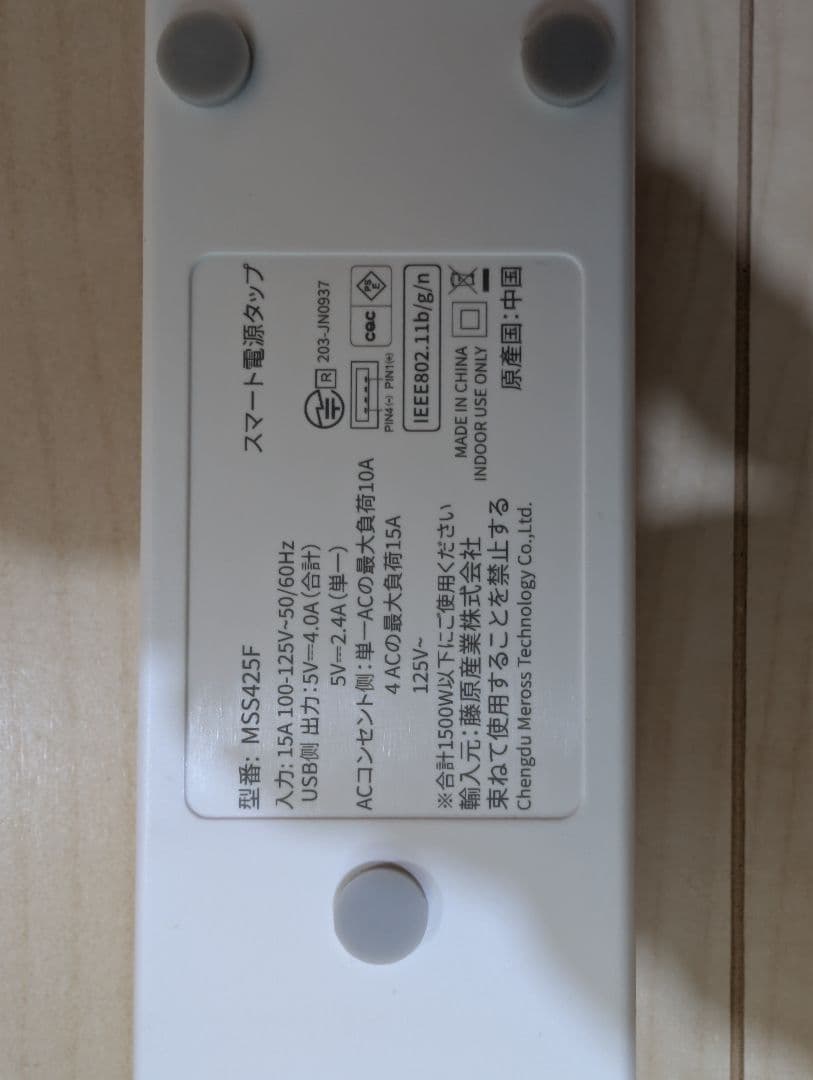 型番: MSS425F
スマート電源タップ
入力: 15A 100-125V~50/60Hz
USB側 出力:5V⎓4.0A(合計)
5V⎓2.4A(単一)
ACコンセント側:単一ACの最大負荷10A
4 ACの最大負荷15A
125V~
※合計1500W以下にご使用ください
輸入元:藤原産業株式会社
束ねて使用することを禁止する
Chengdu Meross Technology Co.,Ltd.
R 203-JN0937
PIN4(-) PIN1(+)
cqc
PS
E
IEEE802.11b/g/n
MADE IN CHINA
INDOOR USE ONLY
原産国:中国